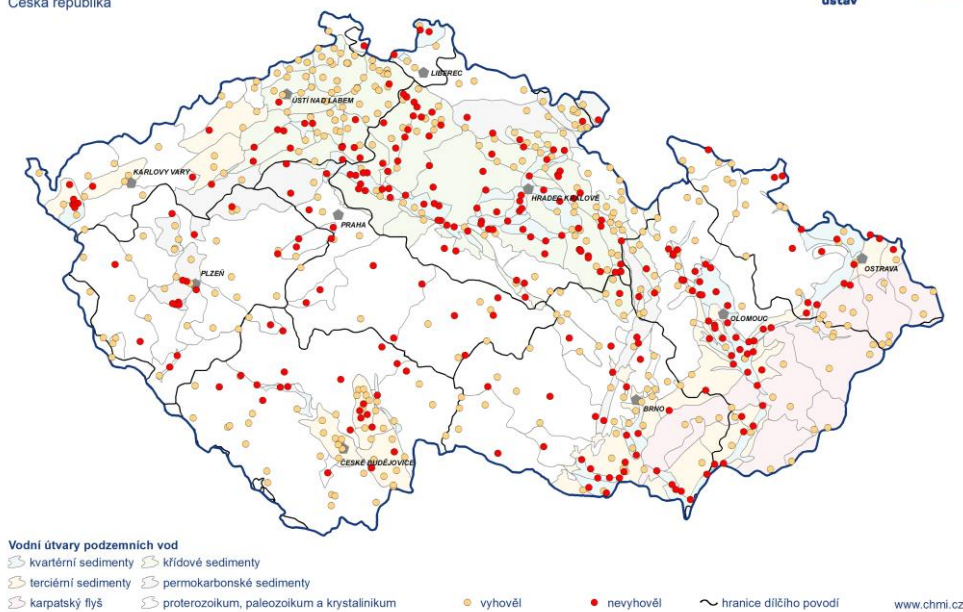 Česká republika
ústav
LIBEREC
ÚSTÍ NAD LABEM
KARLOVY VARY
HRADEC KRÁLOVÉ
PRAHA
PLZEŇ
OSTRAVA
OLOMOUC
BRNO
ČESKÉ BUDĚJOVICE
Vodní útvary podzemních vod
kvartérní sedimenty křídové sedimenty
terciérní sedimenty permokarbonské sedimenty
karpatský flyš proterozoikum, paleozoikum a krystalinikum vyhověl nevyhověl hranice dílčího povodí www.chmi.cz